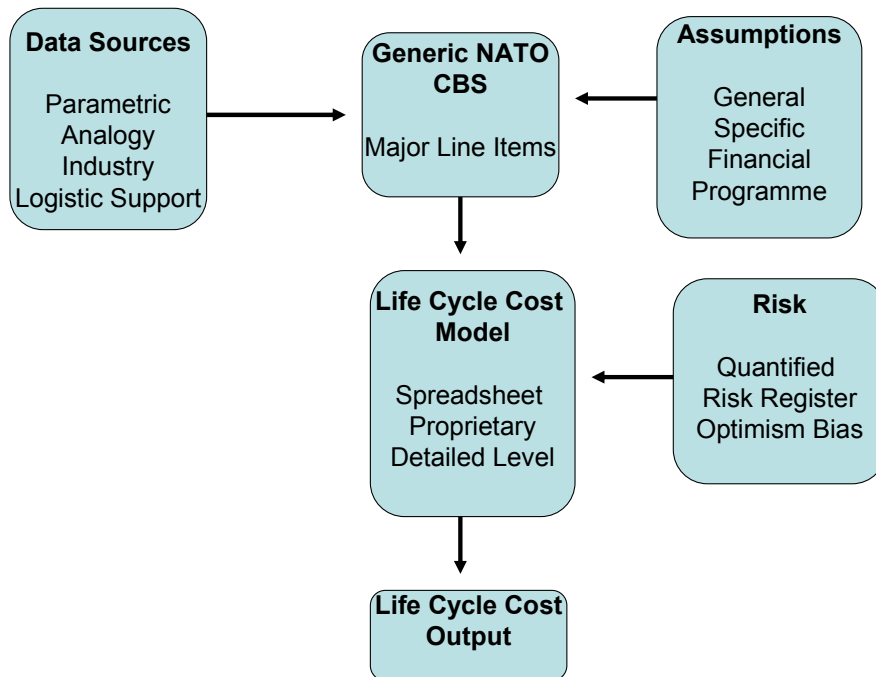 Data Sources
Parametric
Analogy
Industry
Logistic Support
Generic NATO
CBS
Major Line Items
Assumptions
General
Specific
Financial
Programme
Life Cycle Cost
Model
Spreadsheet
Proprietary
Detailed Level
Risk
Quantified
Risk Register
Optimism Bias
Life Cycle Cost
Output